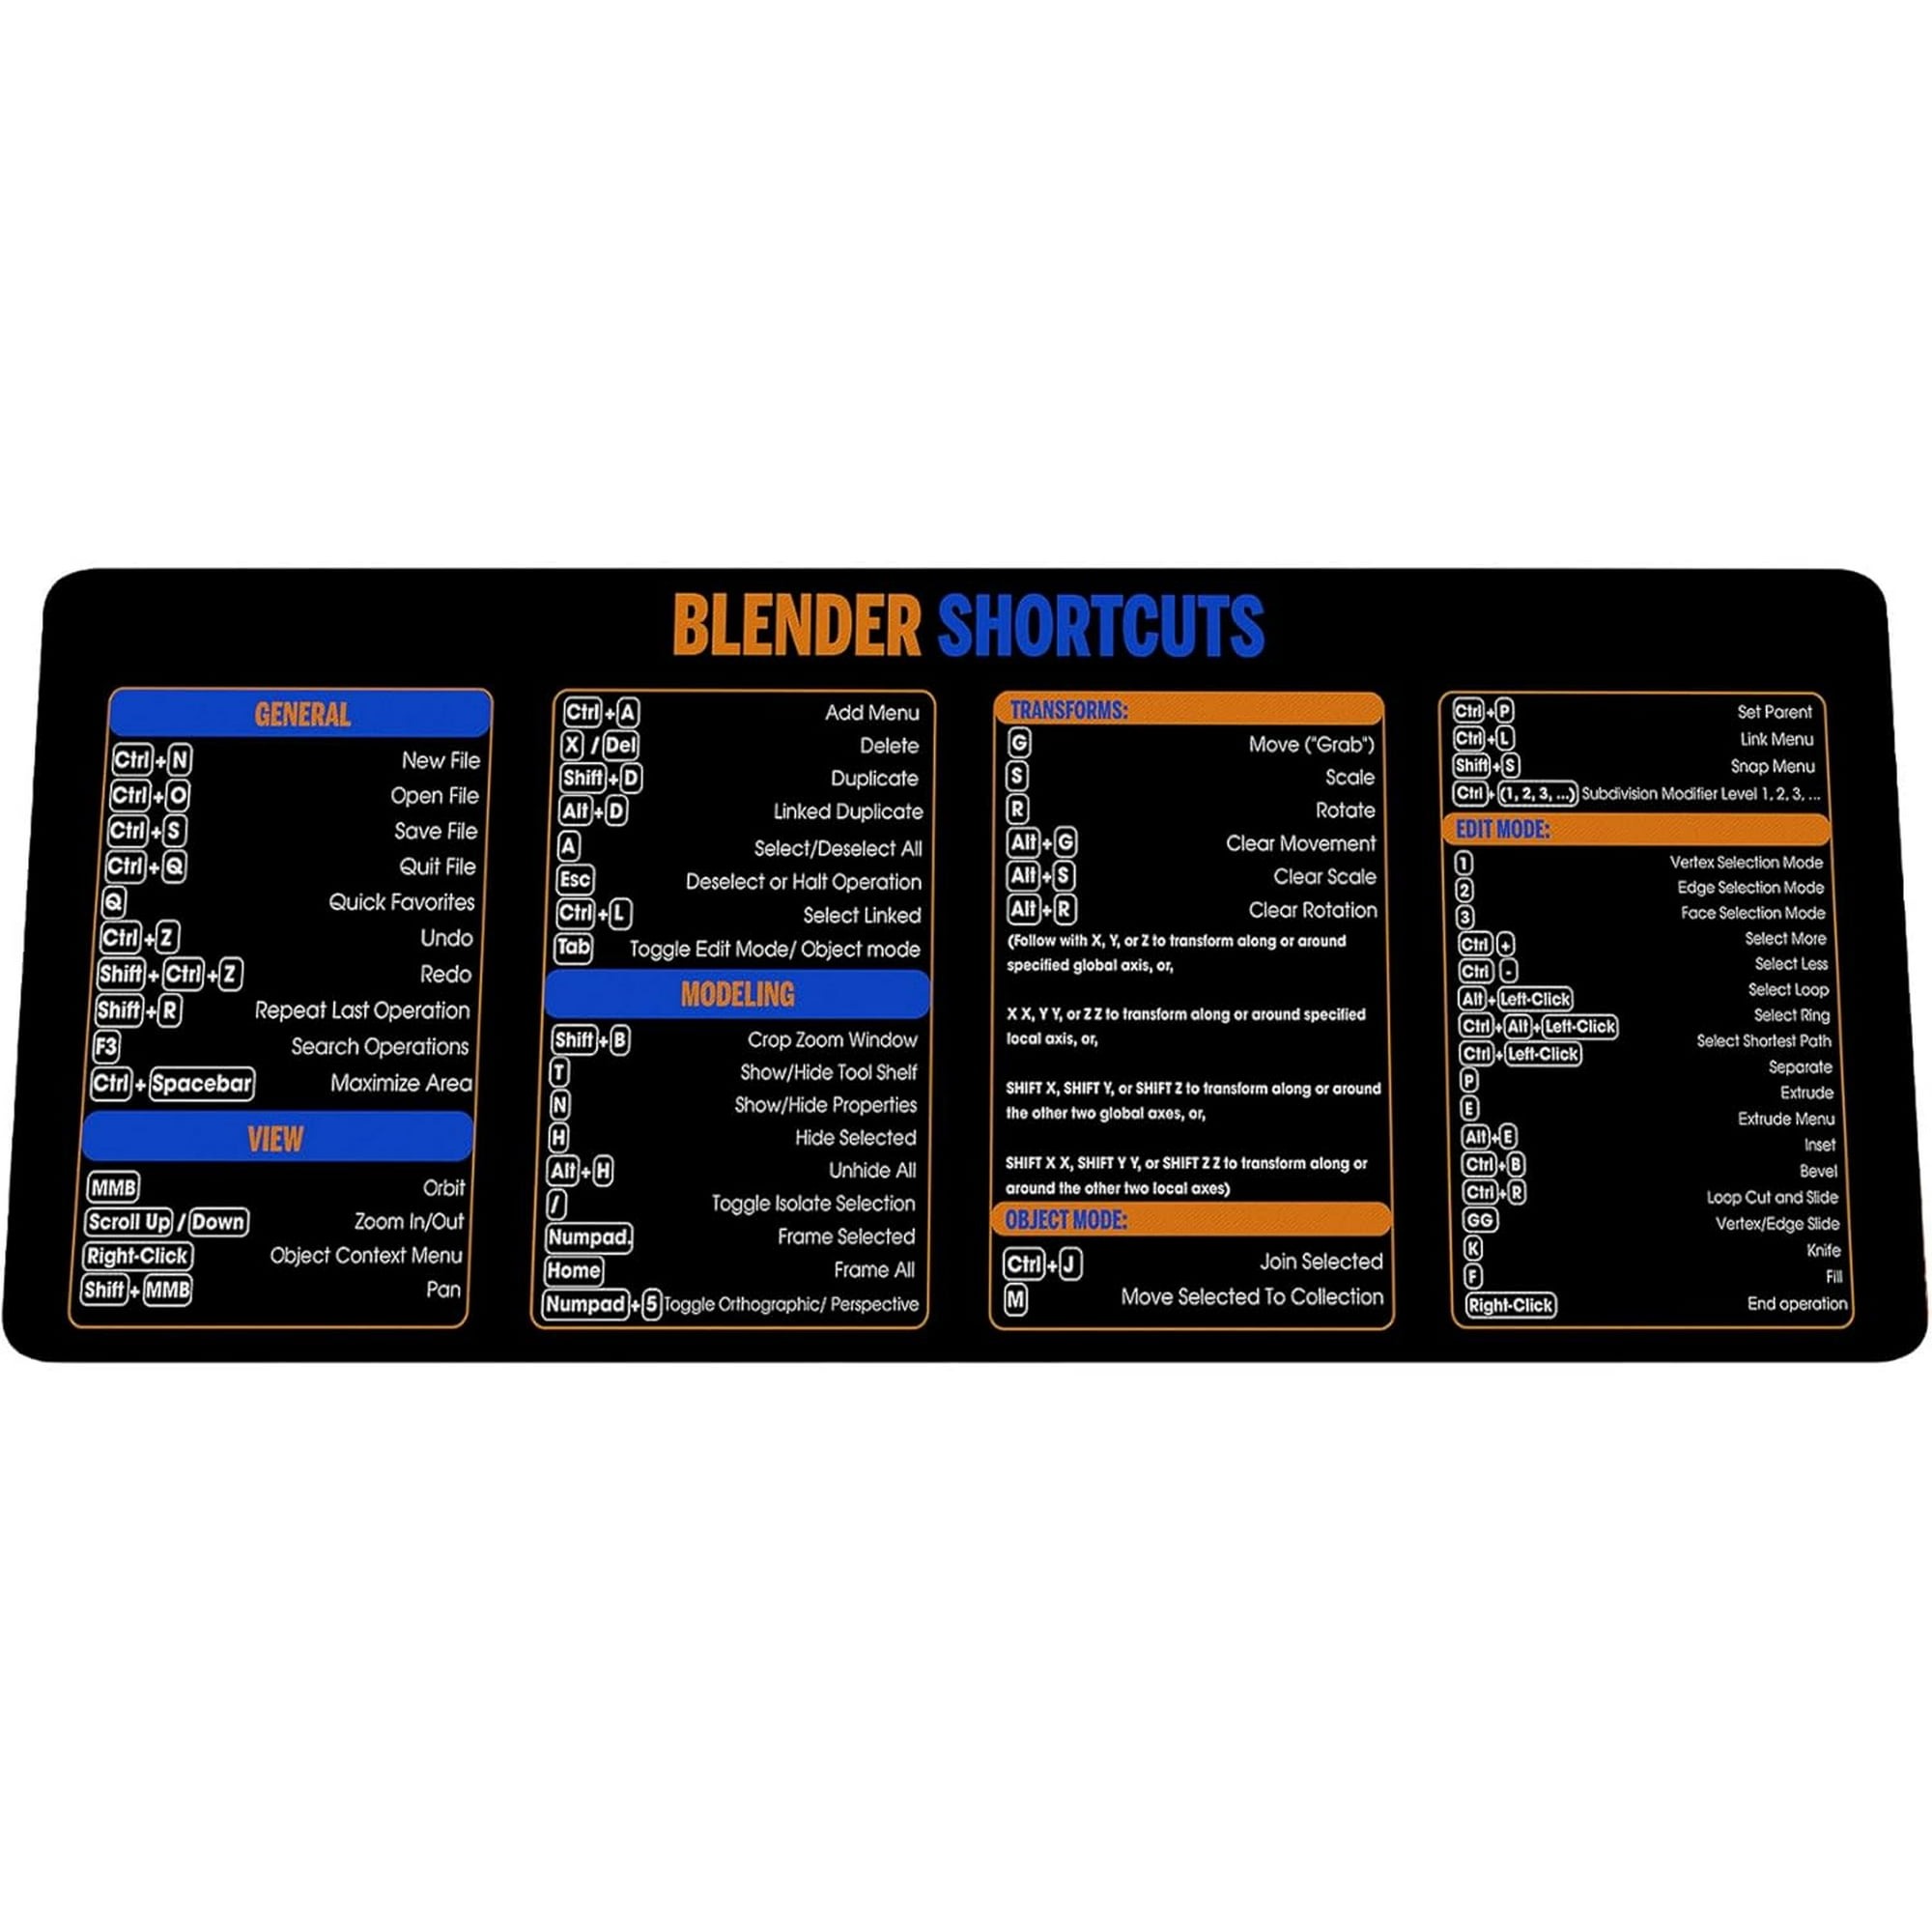 BLENDER SHORTCUTS
GENERAL
Ctrl + N New File
Ctrl + O Open File
Ctrl + S Save File
Ctrl + Q Quit File
Q Quick Favorites
Ctrl + Z Undo
Shift + Ctrl + Z Redo
Shift + R Repeat Last Operation
F3 Search Operations
Ctrl + Spacebar Maximize Area
VIEW
MMB Orbit
Scroll Up / Down Zoom In/Out
Right-Click Object Context Menu
Shift + MMB Pan
Ctrl + A Add Menu
X / Del Delete
Shift + D Duplicate
Alt + D Linked Duplicate
A Select/Deselect All
Esc Deselect or Halt Operation
Ctrl + L Select Linked
Tab Toggle Edit Mode/ Object mode
MODELING
Shift + B Crop Zoom Window
T Show/Hide Tool Shelf
N Show/Hide Properties
H Hide Selected
Alt + H Unhide All
/ Toggle Isolate Selection
Numpad. Frame Selected
Home Frame All
Numpad + 5 Toggle Orthographic/ Perspective
TRANSFORMS:
G Move ("Grab")
S Scale
R Rotate
Alt + G Clear Movement
Alt + S Clear Scale
Alt + R Clear Rotation
(Follow with X, Y, or Z to transform along or around
specified global axis, or,
X X, Y Y, or Z Z to transform along or around specified
local axis, or,
SHIFT X, SHIFT Y, or SHIFT Z to transform along or around
the other two global axes, or,
SHIFT X X, SHIFT Y Y, or SHIFT Z Z to transform along or
around the other two local axes)
OBJECT MODE:
Ctrl + J Join Selected
M Move Selected To Collection
Ctrl + P Set Parent
Ctrl + L Link Menu
Shift + S Snap Menu
Ctrl + (1, 2, 3, ...) Subdivision Modifier Level 1, 2, 3, ...
EDIT MODE:
1 Vertex Selection Mode
2 Edge Selection Mode
3 Face Selection Mode
Ctrl + Select More
Ctrl - Select Less
Alt + Left-Click Select Loop
Ctrl + Alt + Left-Click Select Ring
Ctrl + Left-Click Select Shortest Path
P Separate
E Extrude
Alt + E Extrude Menu
Ctrl + B Inset
Ctrl + R Bevel
GG Loop Cut and Slide
K Vertex/Edge Slide
F Knife
Fill
Right-Click End operation